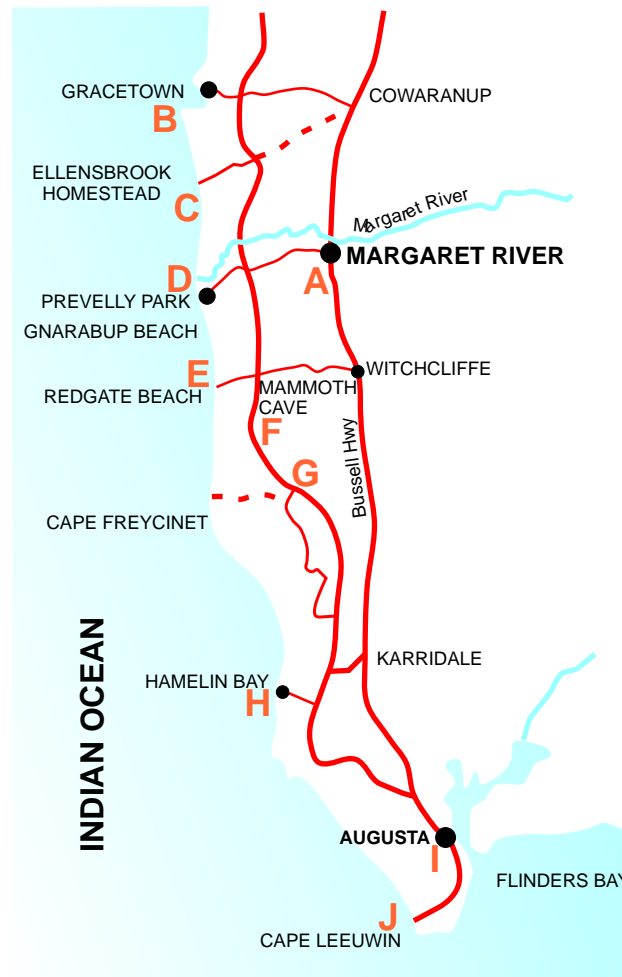 GRACETOWN
COWARANUP
B
ELLENSBROOK
HOMESTEAD
C
Margaret River
MARGARET RIVER
D
A
PREVELLY PARK
GNARABUP BEACH
WITCHCLIFFE
E
REDGATE BEACH
MAMMOTH
CAVE
F
Bussell Hwy
G
CAPE FREYCINET
INDIAN OCEAN
KARRIDALE
HAMELIN BAY
H
AUGUSTA
I
FLINDERS BAY
J
CAPE LEEUWIN